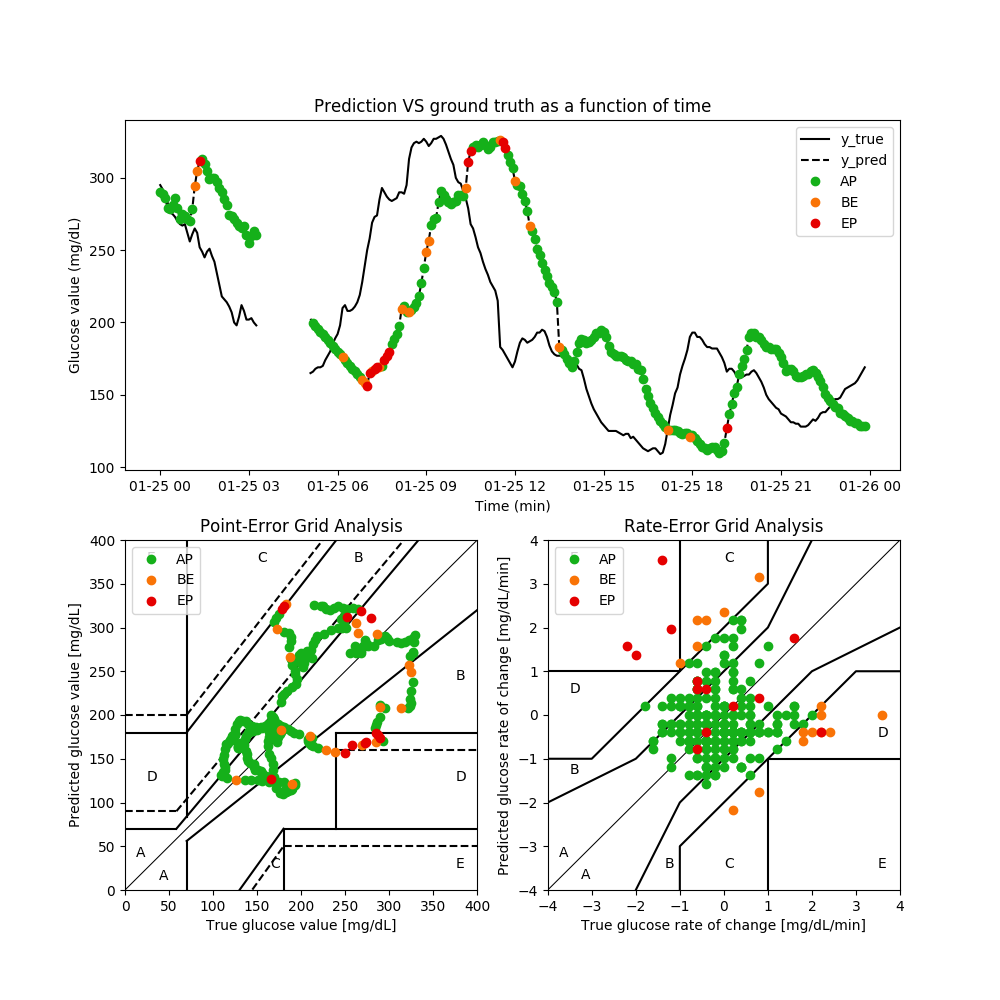 Prediction VS ground truth as a function of time
Glucose value (mg/dL)
300
250
200
150
100
y_true
y_pred
AP
BE
EP
01-25 00 01-25 03 01-25 06 01-25 09 01-25 12 01-25 15 01-25 18 01-25 21 01-26 00
Time (min)
Point-Error Grid Analysis
Predicted glucose value [mg/dL]
400
350
300
250
200
150
100
50
0
AP
BE
EP
C
B
B
D
D
A
A
C
E
0 50 100 150 200 250 300 350 400
True glucose value [mg/dL]
Rate-Error Grid Analysis
Predicted glucose rate of change [mg/dL/min]
4
3
2
1
0
−1
−2
−3
−4
AP
BE
EP
C
D
D
B
A
A
B
C
E
−4 −3 −2 −1 0 1 2 3 4
True glucose rate of change [mg/dL/min]